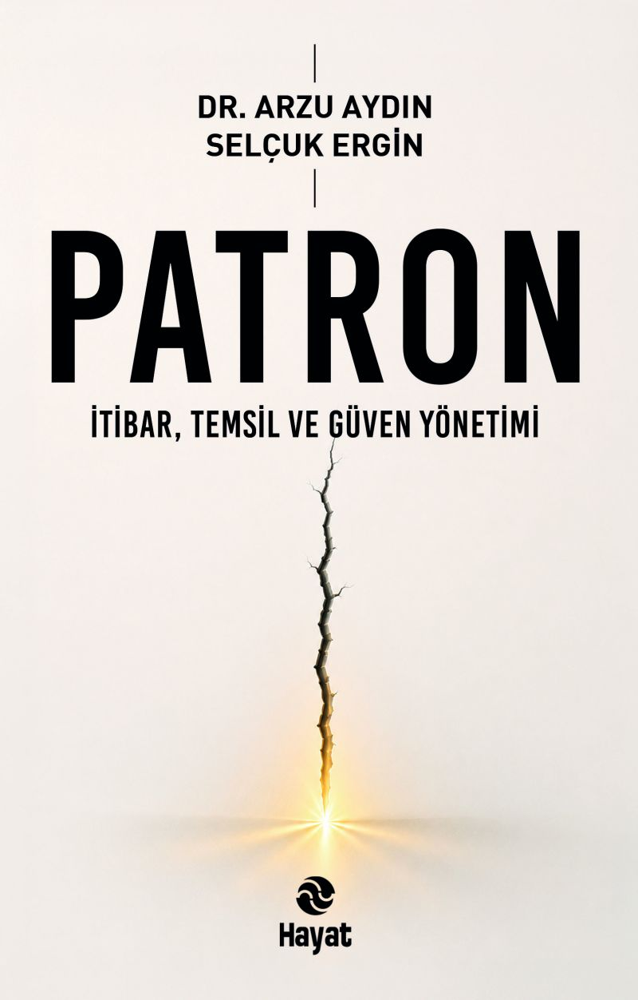 DR. ARZU AYDIN
SELÇUK ERGİN
PATRON
İTİBAR, TEMSİL VE GÜVEN YÖNETİMİ
Hayat